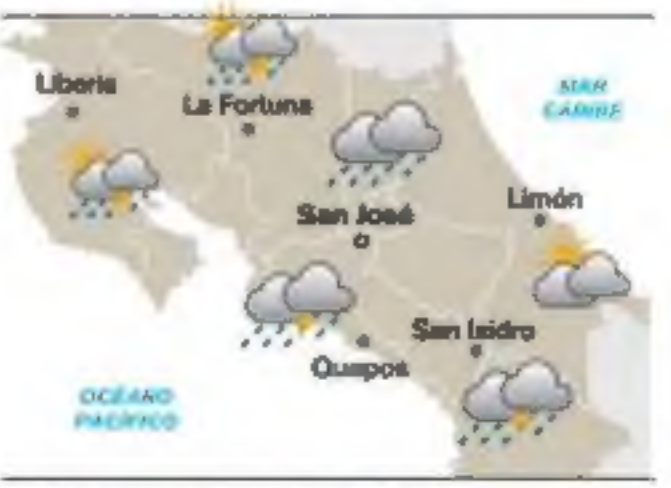 Liberia
La Fortuna
MAR
CARIBE
Limón
San José
San Isidro
Quepos
OCÉANO
PACÍFICO